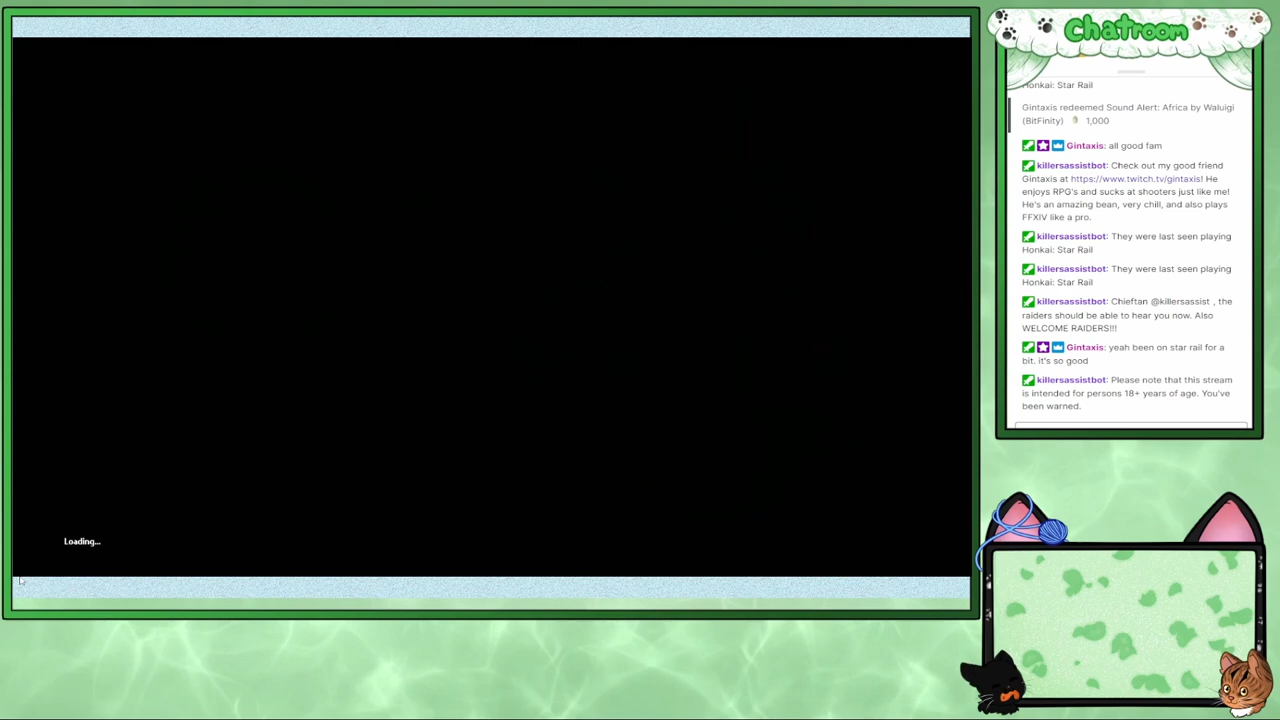 Chatroom
Honkai: Star Rail
Gintaxis redeemed Sound Alert: Africa by Waluigi
(BitFinity) 1,000
Gintaxis: all good fam
killersassistbot: Check out my good friend
Gintaxis at https://www.twitch.tv/gintaxis! He
enjoys RPG's and sucks at shooters just like me!
He's an amazing bean, very chill, and also plays
FFXIV like a pro.
killersassistbot: They were last seen playing
Honkai: Star Rail
killersassistbot: They were last seen playing
Honkai: Star Rail
killersassistbot: Chieftan @killersassist , the
raiders should be able to hear you now. Also
WELCOME RAIDERS!!!
Gintaxis: yeah been on star rail for a
bit. it's so good
killersassistbot: Please note that this stream
is intended for persons 18+ years of age. You've
been warned.
Loading...